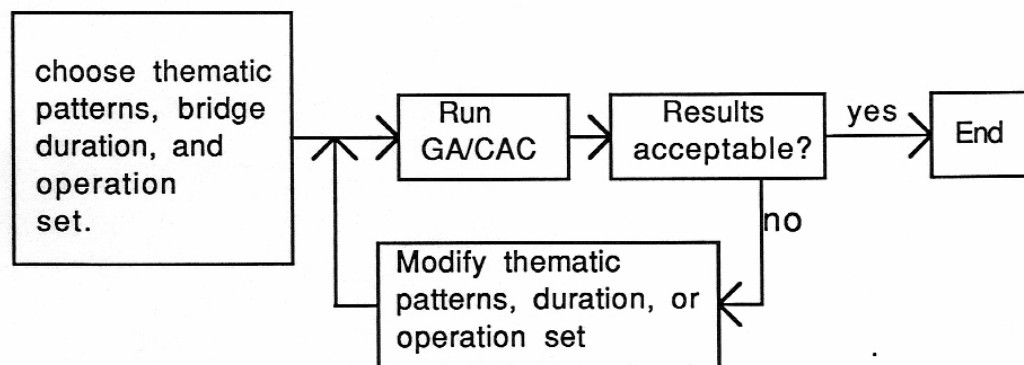 choose thematic
patterns, bridge
duration, and
operation
set.
Run
GA/CAC
Results
acceptable?
yes
End
no
Modify thematic
patterns, duration, or
operation set